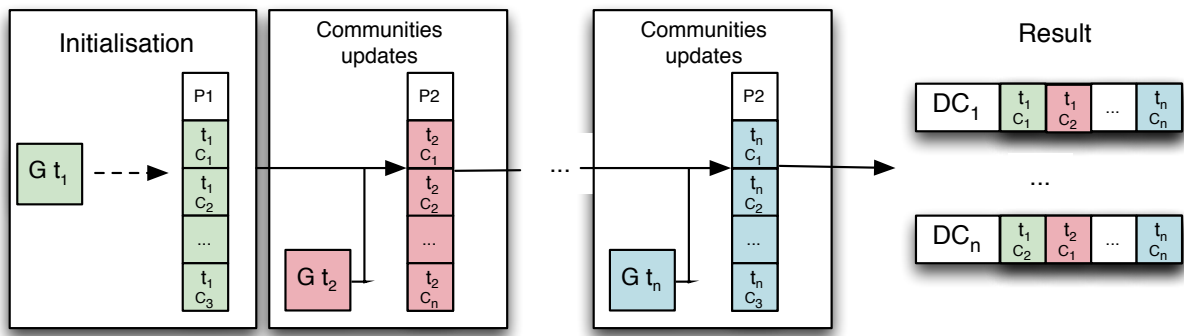 Initialisation
G t1
P1
t1
C1
t1
C2
...
t1
C3
Communities
updates
G t2
P2
t2
C1
t2
C2
...
t2
Cn
...
Communities
updates
G tn
P2
tn
C1
tn
C2
...
tn
C3
Result
DC1
t1
C1
t1
C2
...
tn
Cn
...
DCn
t1
C2
t2
C1
...
tn
Cn